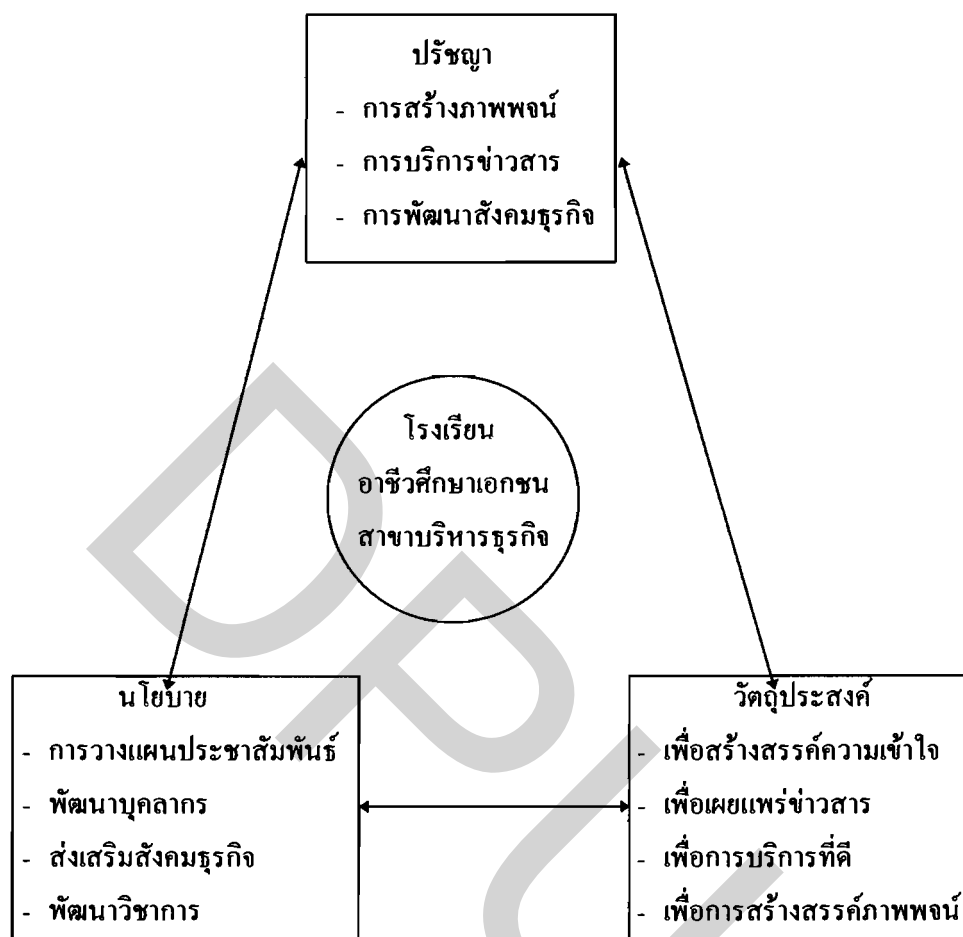 ปรัชญา
- การสร้างภาพพจน์
- การบริการข่าวสาร
- การพัฒนาสังคมธุรกิจ
โรงเรียน
อาชีวศึกษาเอกชน
สาขาบริหารธุรกิจ
นโยบาย
- การวางแผนประชาสัมพันธ์
- พัฒนาบุคลากร
- ส่งเสริมสังคมธุรกิจ
- พัฒนาวิชาการ
วัตถุประสงค์
- เพื่อสร้างสรรค์ความเข้าใจ
- เพื่อเผยแพร่ข่าวสาร
- เพื่อการบริการที่ดี
- เพื่อการสร้างสรรค์ภาพพจน์
DPU